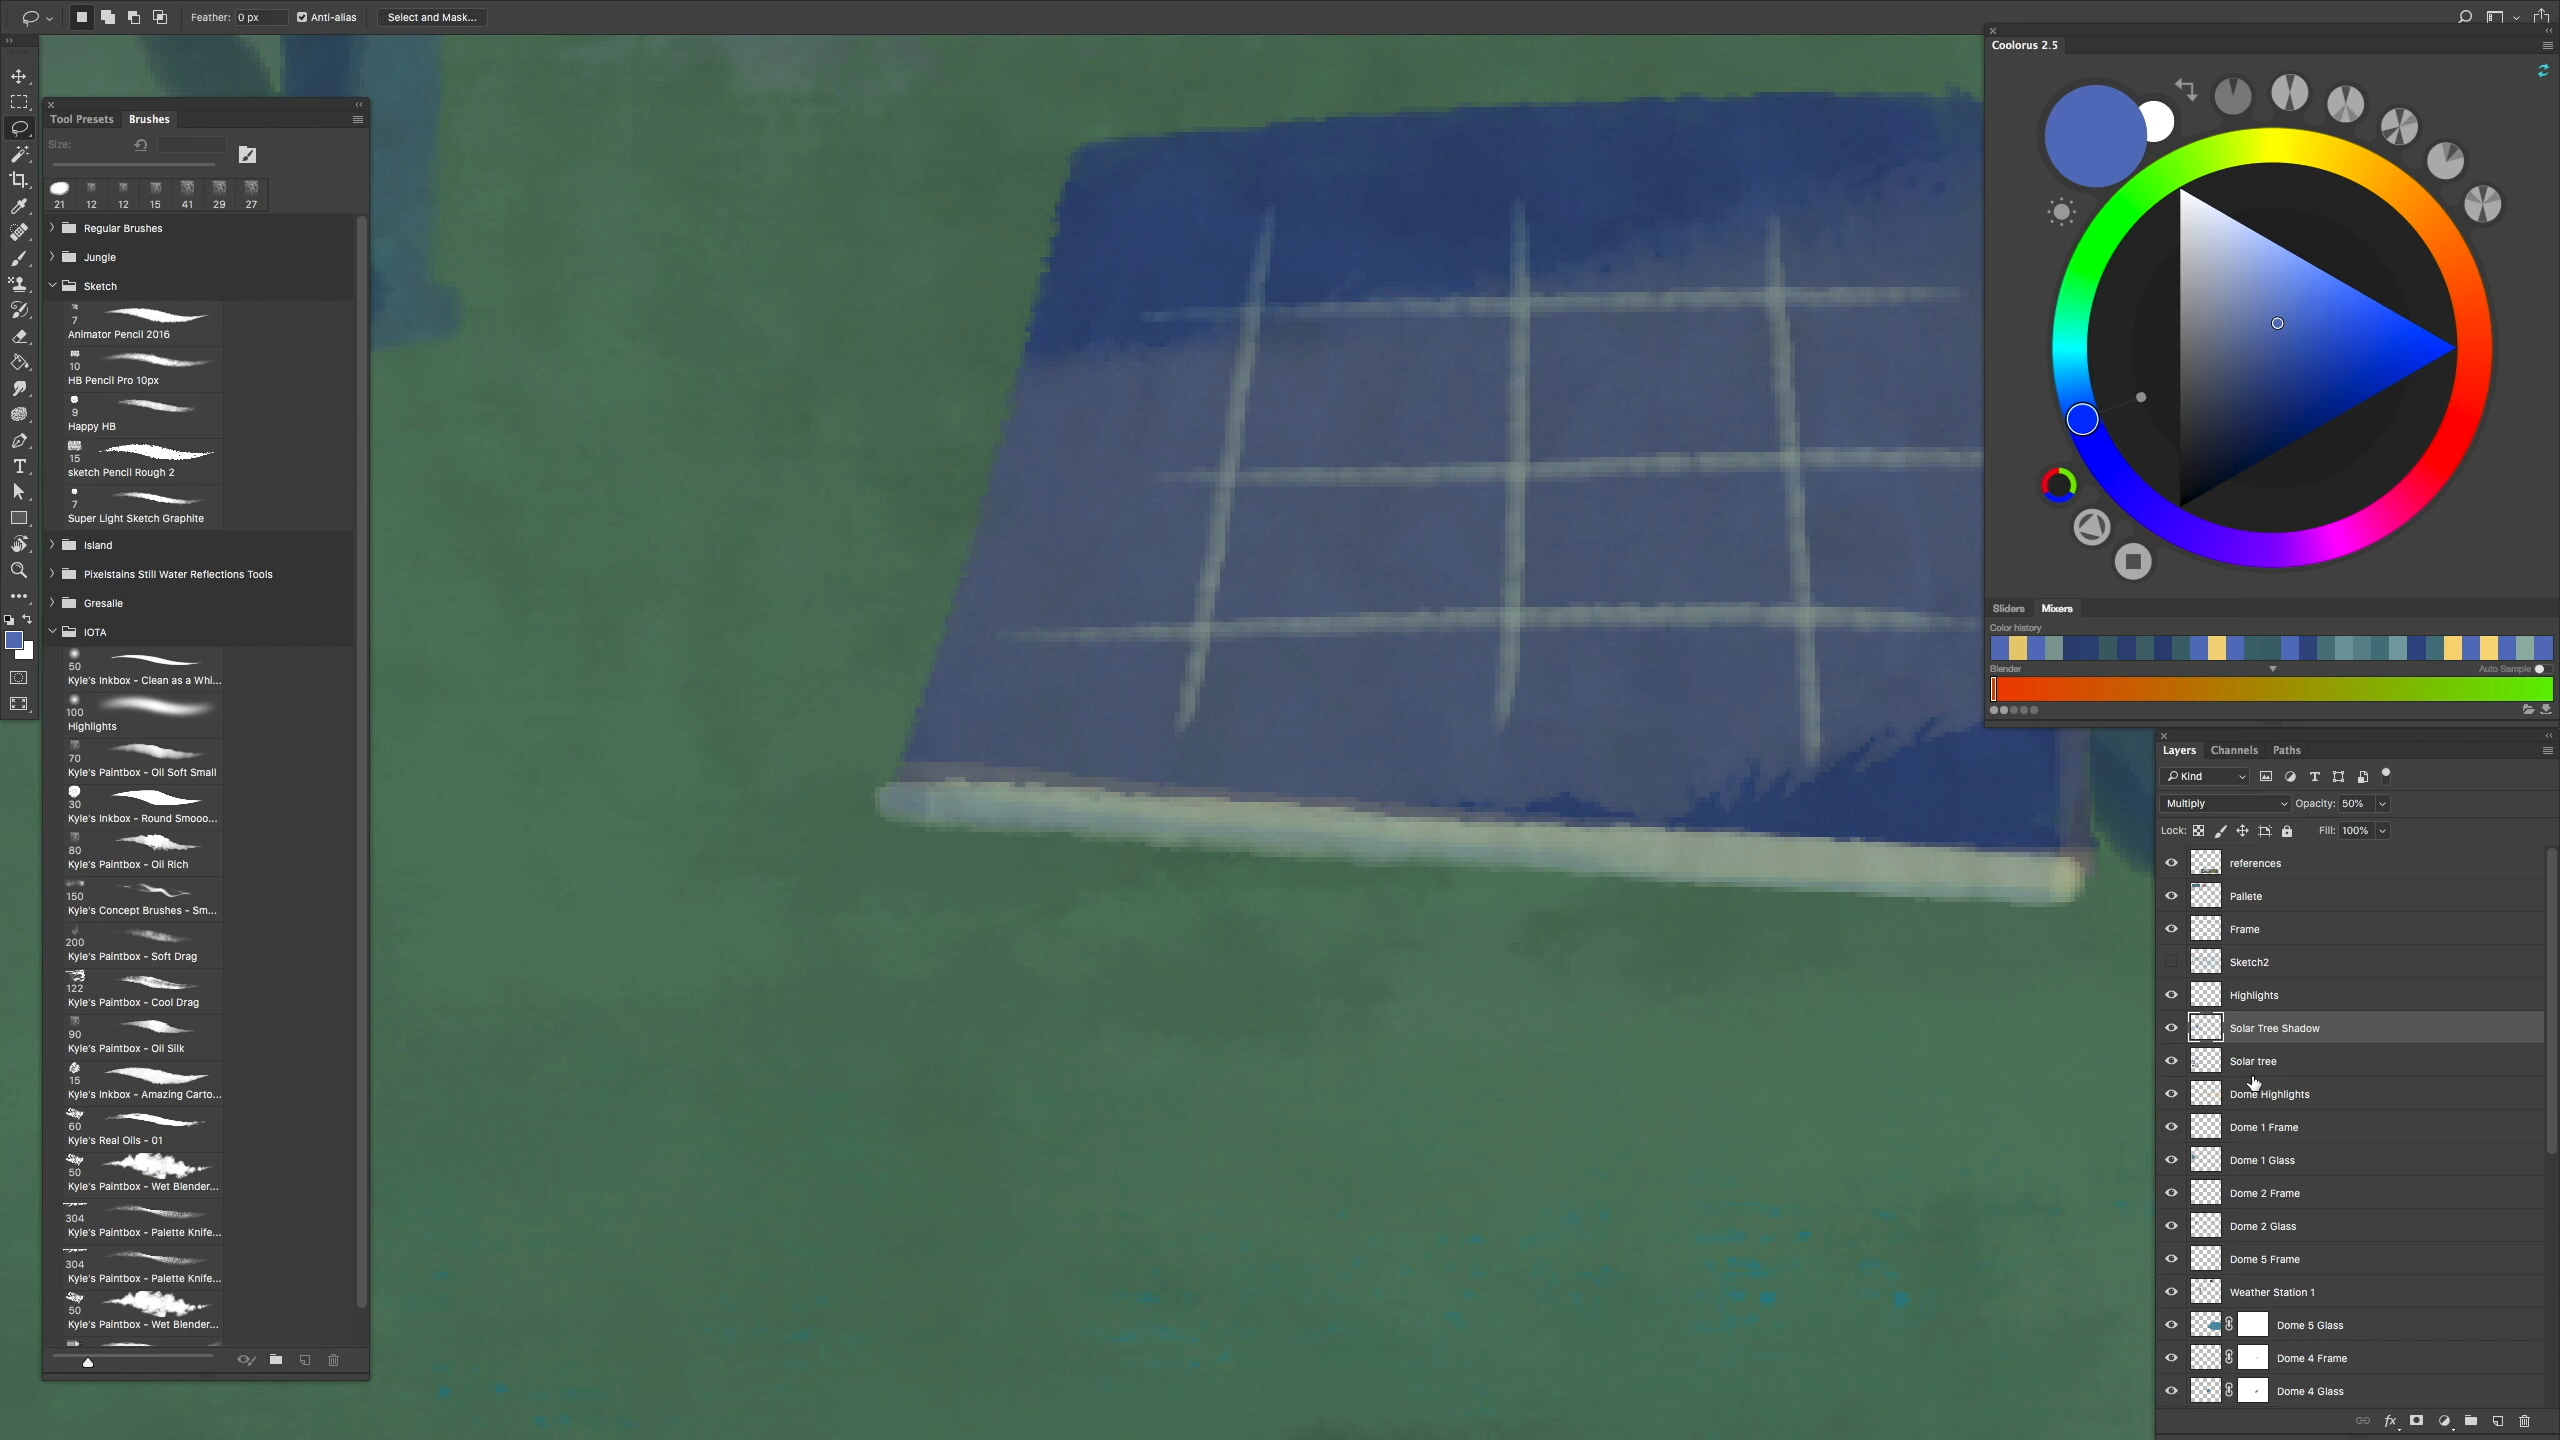 Feather: 0 px Anti-alias Select and Mask...
Tool Presets Brushes
Size:
21 12 12 15 41 29 27
Regular Brushes
Jungle
Sketch
7
Animator Pencil 2016
10
HB Pencil Pro 10px
9
Happy HB
15
sketch Pencil Rough 2
7
Super Light Sketch Graphite
Island
Pixelstains Still Water Reflections Tools
Gresalle
IOTA
50
Kyle's Inkbox - Clean as a Whi...
100
Highlights
70
Kyle's Paintbox - Oil Soft Small
30
Kyle's Inkbox - Round Smooo...
80
Kyle's Paintbox - Oil Rich
150
Kyle's Concept Brushes - Sm...
200
Kyle's Paintbox - Soft Drag
122
Kyle's Paintbox - Cool Drag
90
Kyle's Paintbox - Oil Silk
15
Kyle's Inkbox - Amazing Carto...
60
Kyle's Real Oils - 01
50
Kyle's Paintbox - Wet Blender...
304
Kyle's Paintbox - Palette Knife...
304
Kyle's Paintbox - Palette Knife...
50
Kyle's Paintbox - Wet Blender...
Coolorus 2.5
Sliders Mixers
Color history
Blender Auto Sample
Layers Channels Paths
Kind
Multiply Opacity: 50%
Lock: Fill: 100%
references
Pallete
Frame
Sketch2
Highlights
Solar Tree Shadow
Solar tree
Dome Highlights
Dome 1 Frame
Dome 1 Glass
Dome 2 Frame
Dome 2 Glass
Dome 5 Frame
Weather Station 1
Dome 5 Glass
Dome 4 Frame
Dome 4 Glass
fx